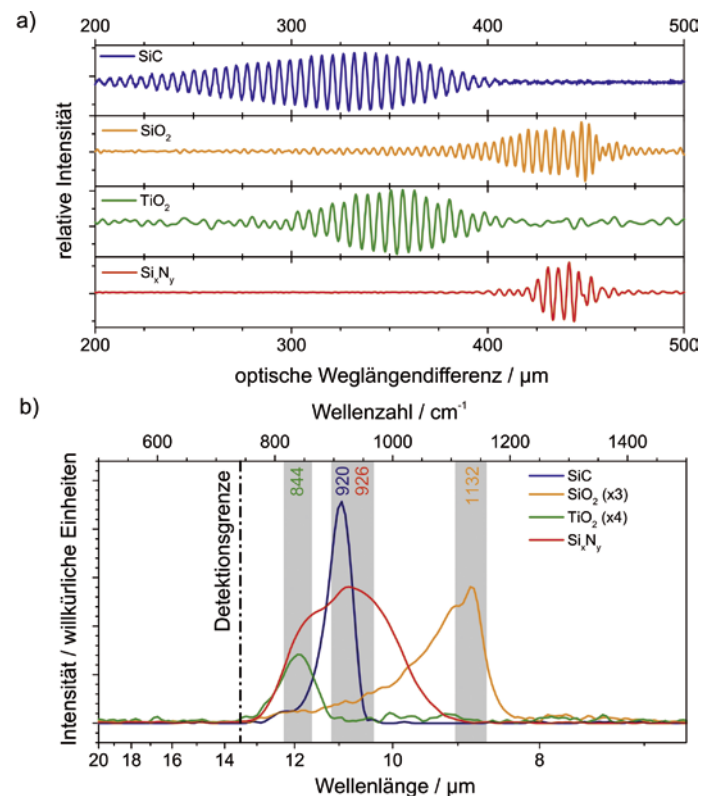 a)
200 300 400 500
SiC
SiO₂
TiO₂
SiₓNᵧ
relative Intensität
200 300 400 500
optische Weglängendifferenz / µm
b)
Wellenzahl / cm⁻¹
600 800 1000 1200 1400
Intensität / willkürliche Einheiten
Detektionsgrenze
844
920
926
1132
SiC
SiO₂ (x3)
TiO₂ (x4)
SiₓNᵧ
20 18 16 14 12 10 8
Wellenlänge / µm